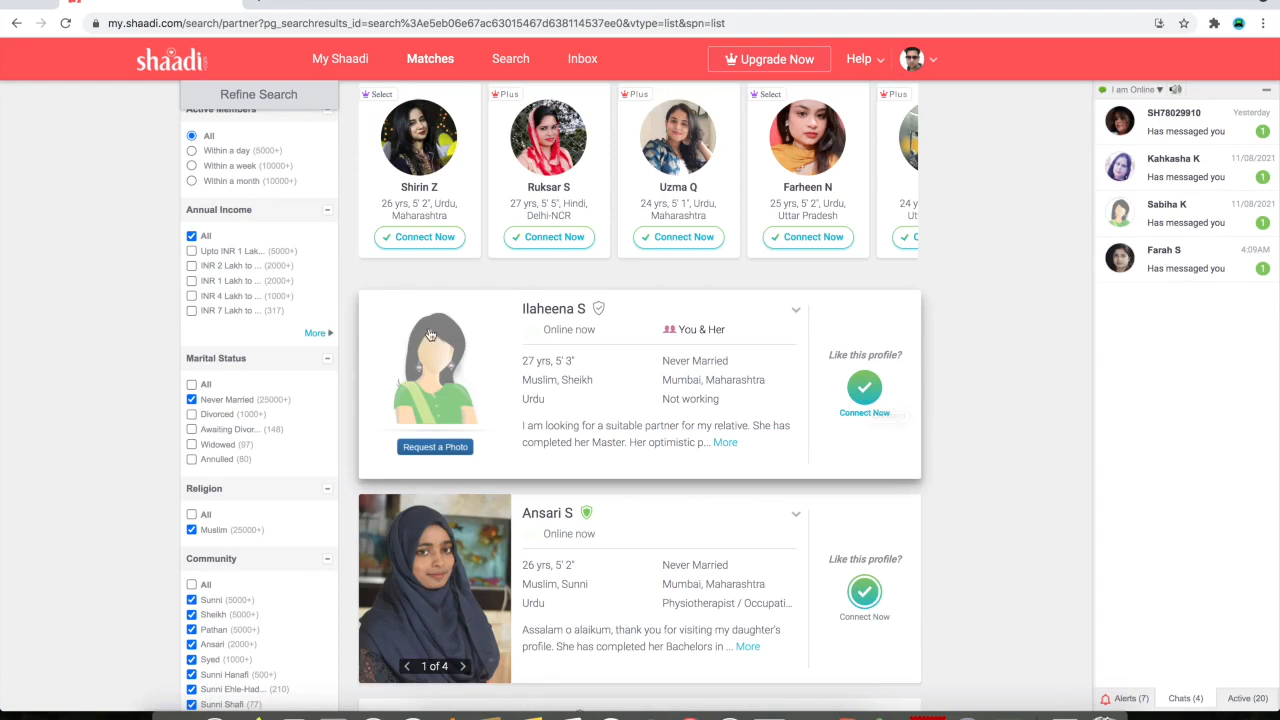 my.shaadi.com/search/partner?pg_searchresults_id=search%3Ae5eb06e67ac63015467d638114537ee0&vtype=list&spn=list
shaadi.com
My Shaadi
Matches
Search
Inbox
Upgrade Now
Help
Refine Search
Active Members
All
Within a day (5000+)
Within a week (10000+)
Within a month (10000+)
Annual Income
All
Upto INR 1 Lak... (5000+)
INR 2 Lakh to ... (2000+)
INR 1 Lakh to ... (2000+)
INR 4 Lakh to ... (1000+)
INR 7 Lakh to ... (317)
More
Marital Status
All
Never Married (25000+)
Divorced (1000+)
Awaiting Divor... (148)
Widowed (97)
Annulled (80)
Religion
All
Muslim (25000+)
Community
All
Sunni (5000+)
Sheikh (5000+)
Pathan (5000+)
Ansari (2000+)
Syed (1000+)
Sunni Hanafi (500+)
Sunni Ehle-Had... (210)
Sunni Shafi (77)
Select
Shirin Z
26 yrs, 5' 2", Urdu,
Maharashtra
Connect Now
Plus
Ruksar S
27 yrs, 5' 5", Hindi,
Delhi-NCR
Connect Now
Plus
Uzma Q
24 yrs, 5' 1", Urdu,
Maharashtra
Connect Now
Select
Farheen N
25 yrs, 5' 2", Urdu,
Uttar Pradesh
Connect Now
Plus
24 y
Ut
C
Ilaheena S
Online now
You & Her
27 yrs, 5' 3"
Never Married
Muslim, Sheikh
Mumbai, Maharashtra
Urdu
Not working
I am looking for a suitable partner for my relative. She has
completed her Master. Her optimistic p... More
Request a Photo
Like this profile?
Connect Now
Ansari S
Online now
26 yrs, 5' 2"
Never Married
Muslim, Sunni
Mumbai, Maharashtra
Urdu
Physiotherapist / Occupati...
Assalam o alaikum, thank you for visiting my daughter's
profile. She has completed her Bachelors in ... More
1 of 4
Like this profile?
Connect Now
I am Online
SH78029910
Yesterday
Has messaged you
1
Kahkasha K
11/08/2021
Has messaged you
1
Sabiha K
11/08/2021
Has messaged you
1
Farah S
4:09AM
Has messaged you
1
Alerts (7)
Chats (4)
Active (20)